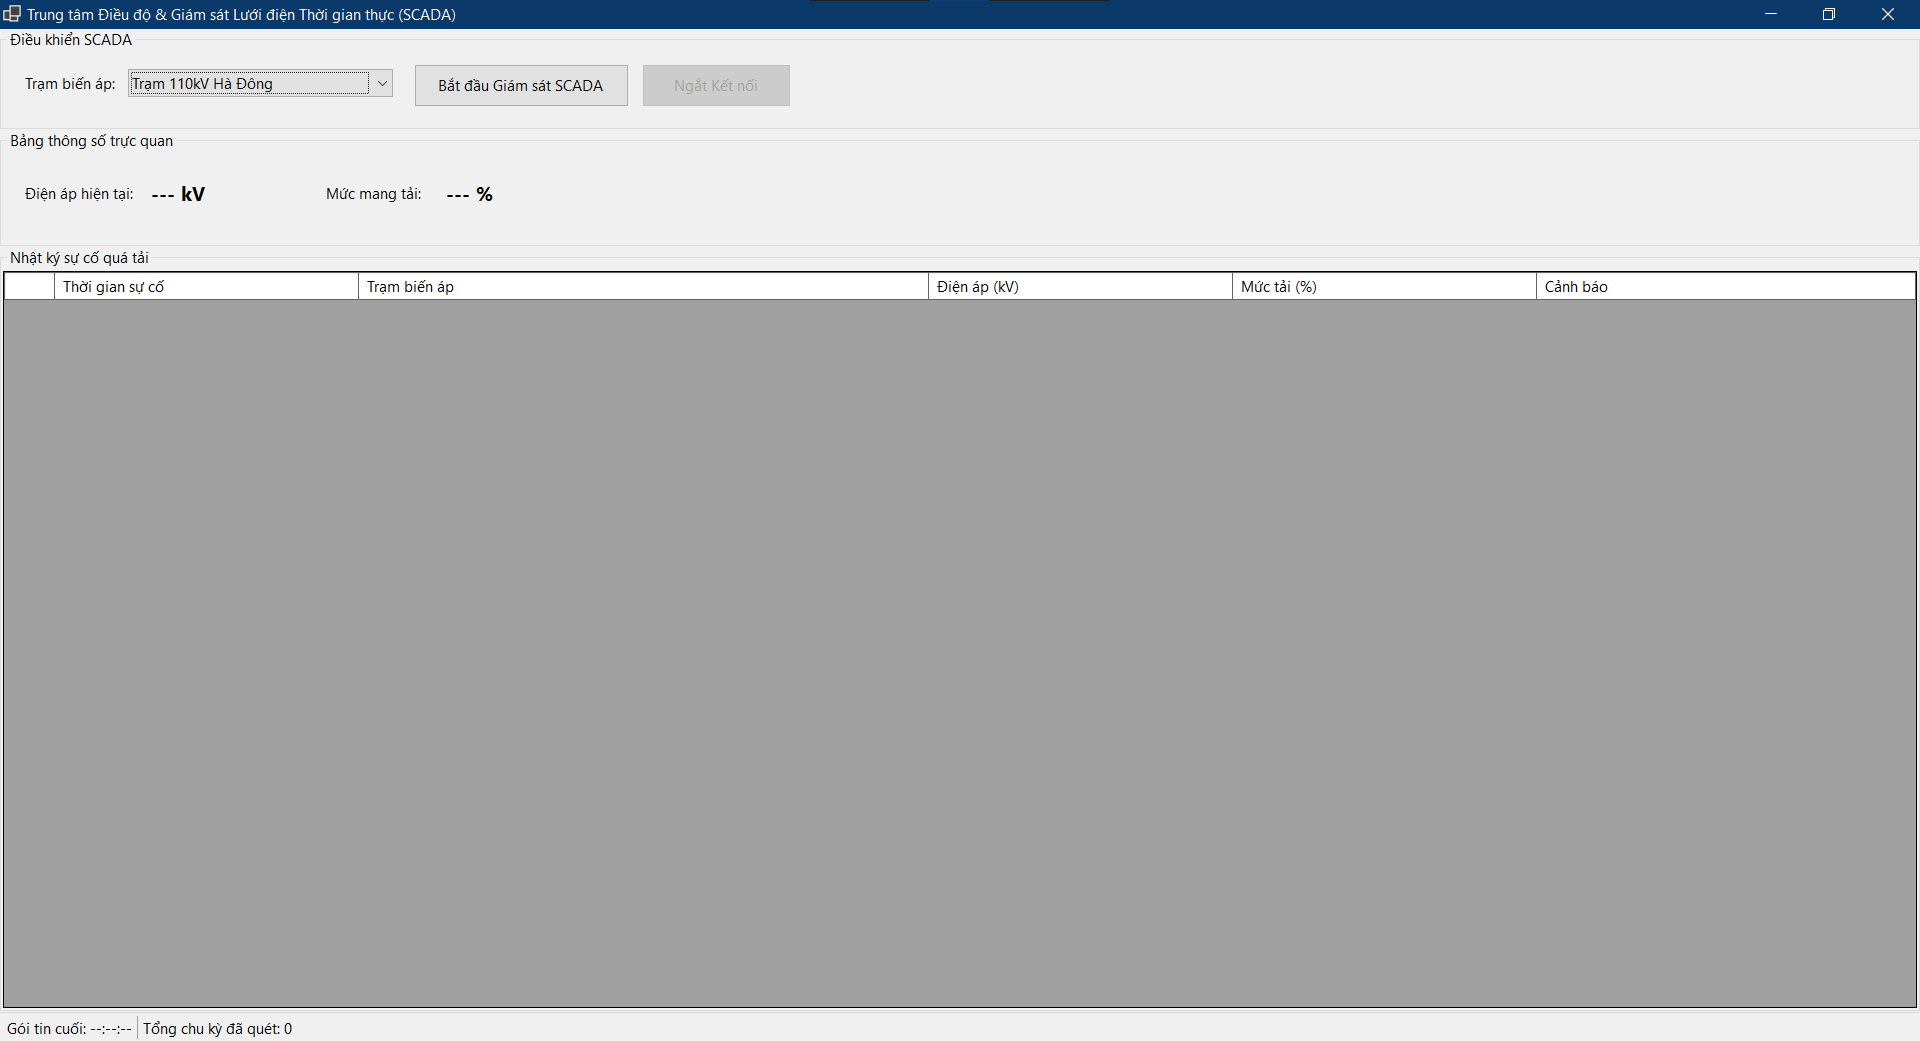 Trung tâm Điều độ & Giám sát Lưới điện Thời gian thực (SCADA)
Điều khiển SCADA
Trạm biến áp: Trạm 110kV Hà Đông Bắt đầu Giám sát SCADA Ngắt Kết nối
Bảng thông số trực quan
Điện áp hiện tại: --- kV Mức mang tải: --- %
Nhật ký sự cố quá tải
Thời gian sự cố Trạm biến áp Điện áp (kV) Mức tải (%) Cảnh báo
Gói tin cuối: --:--:-- Tổng chu kỳ đã quét: 0